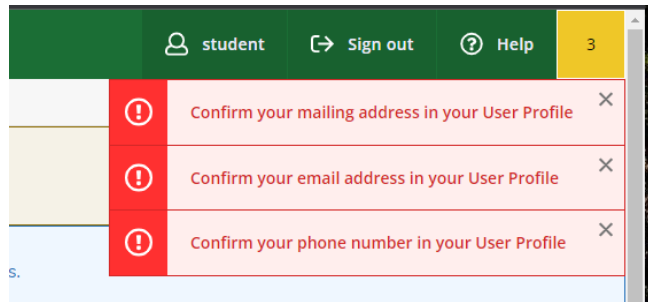 student
Sign out
Help
3
Confirm your mailing address in your User Profile
Confirm your email address in your User Profile
Confirm your phone number in your User Profile
s.